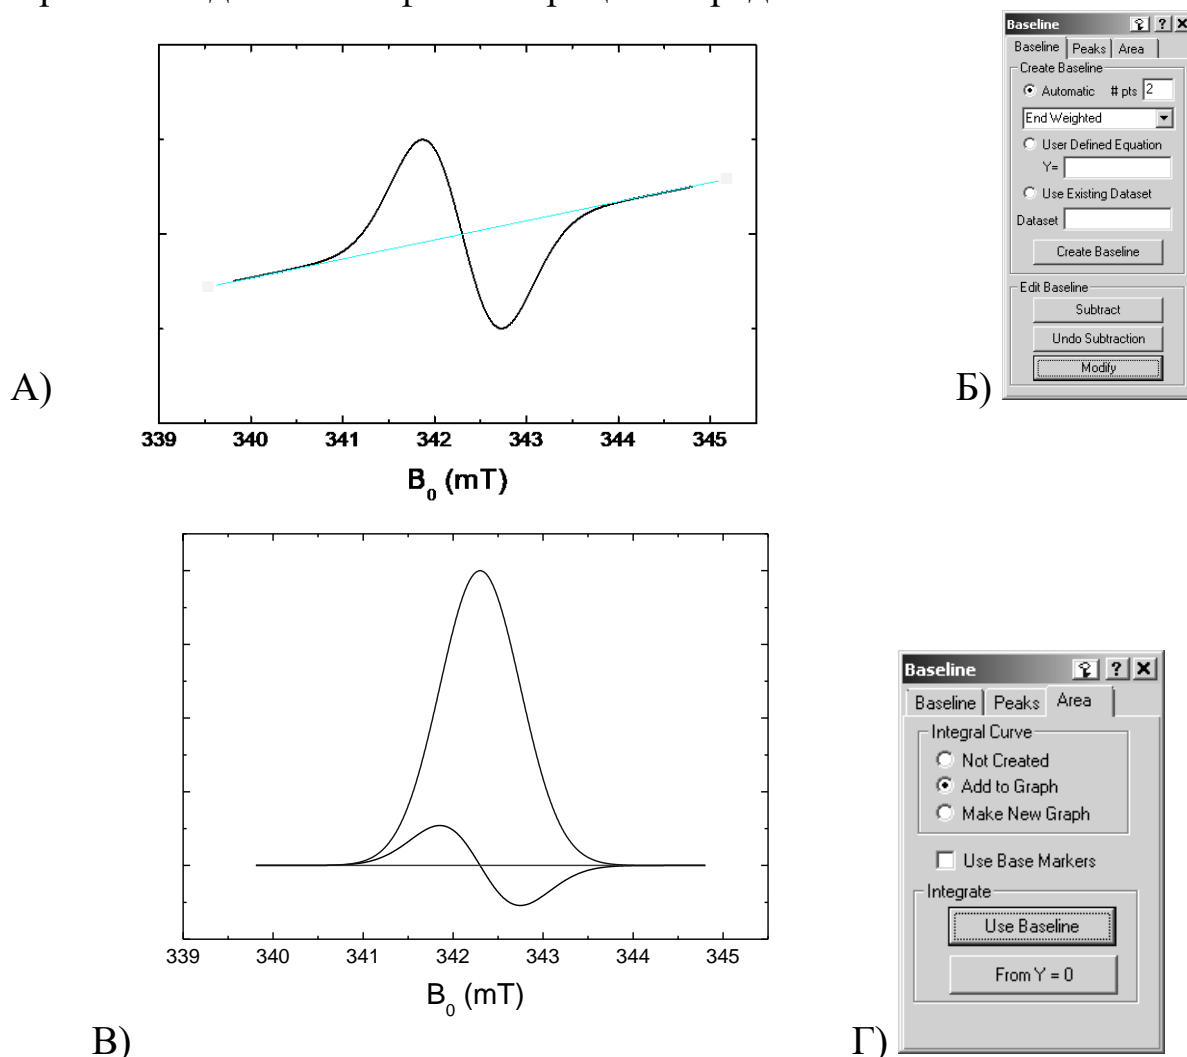 Baseline
Baseline Peaks Area
Create Baseline
Automatic # pts 2
End Weighted
User Defined Equation
Y=
Use Existing Dataset
Dataset
Create Baseline
Edit Baseline
Subtract
Undo Subtraction
Modify
А)
Б)
339 340 341 342 343 344 345
B0 (mT)
339 340 341 342 343 344 345
B0 (mT)
Baseline
Baseline Peaks Area
Integral Curve
Not Created
Add to Graph
Make New Graph
Use Base Markers
Integrate
Use Baseline
From Y = 0
В)
Г)